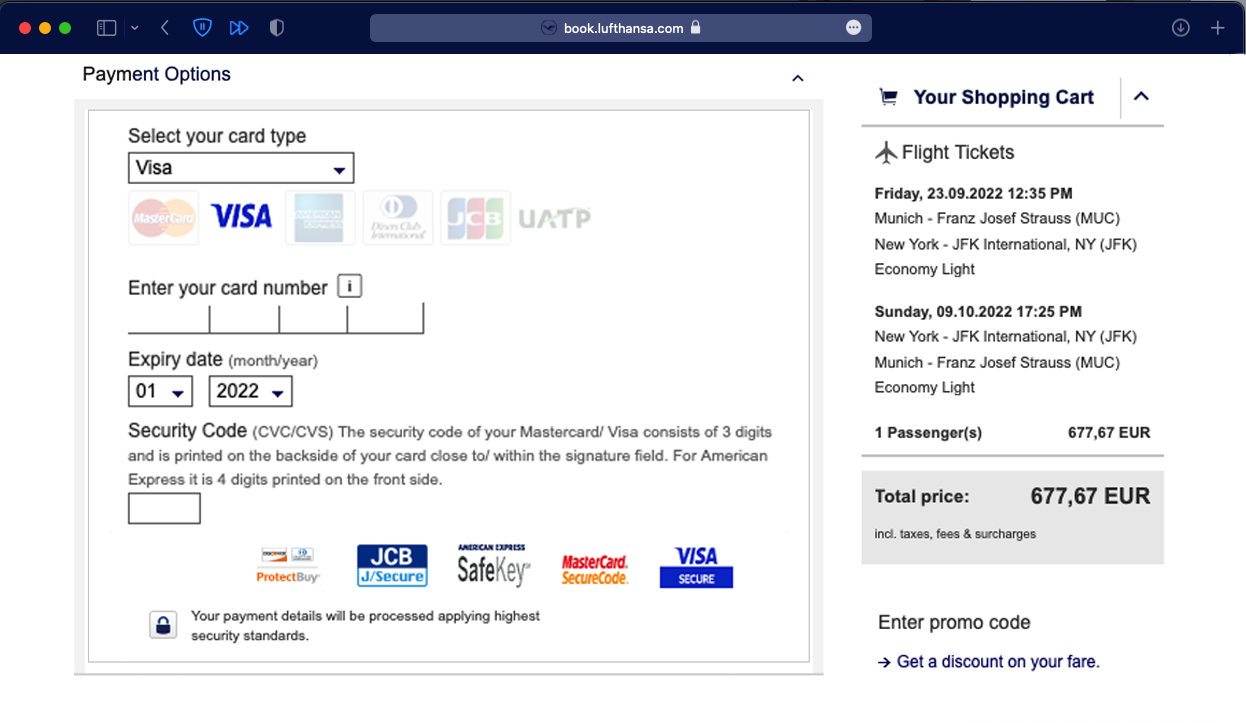 book.lufthansa.com
Payment Options
Select your card type
Visa
MasterCard
VISA
AMERICAN EXPRESS
Diners Club International
JCB
UATP
Enter your card number i
Expiry date (month/year)
01 2022
Security Code (CVC/CVS) The security code of your Mastercard/ Visa consists of 3 digits
and is printed on the backside of your card close to/ within the signature field. For American
Express it is 4 digits printed on the front side.
DISCOVER
ProtectBuy
JCB
J/Secure
AMERICAN EXPRESS
SafeKey
MasterCard.
SecureCode.
VISA
SECURE
Your payment details will be processed applying highest
security standards.
Your Shopping Cart
Flight Tickets
Friday, 23.09.2022 12:35 PM
Munich - Franz Josef Strauss (MUC)
New York - JFK International, NY (JFK)
Economy Light
Sunday, 09.10.2022 17:25 PM
New York - JFK International, NY (JFK)
Munich - Franz Josef Strauss (MUC)
Economy Light
1 Passenger(s) 677,67 EUR
Total price: 677,67 EUR
incl. taxes, fees & surcharges
Enter promo code
→ Get a discount on your fare.